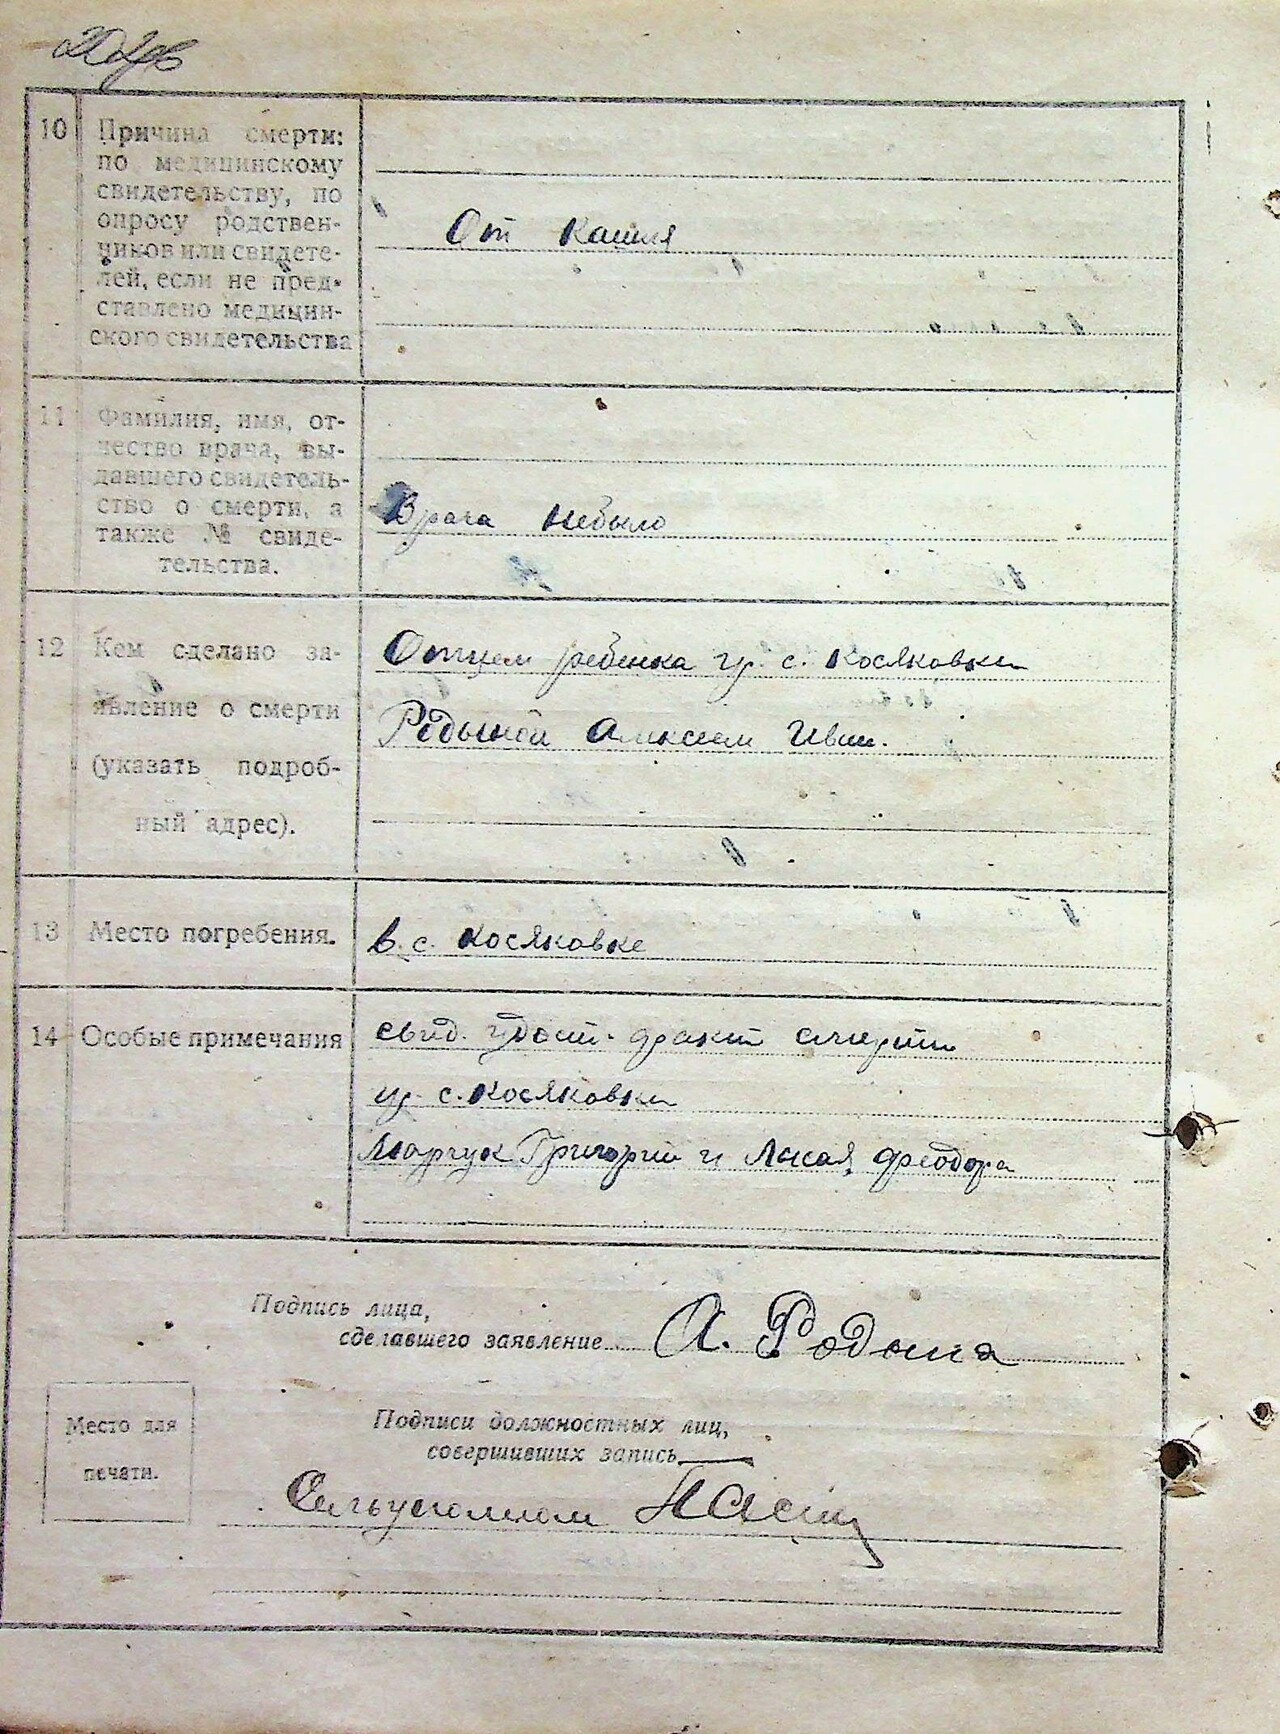 10 Причина смерти:
по медицинскому
свидетельству, по
опросу родствен-
ников или свидете-
лей, если не пред-
ставлено медицин-
ского свидетельства
От кашля
11 Фамилия, имя, от-
чество врача, вы-
давшего свидетель-
ство о смерти, а
также № свиде-
тельства.
Врача небыло
12 Кем сделано за-
явление о смерти
(указать подроб-
ный адрес).
Отцем ребенка гр. с. Косяковки
Родыной Алексеем Иван.
13 Место погребения.
в. с. Косяковке
14 Особые примечания
свид. удост. факт смерти
гр. с. Косяковки
Марчук Григорий и Лысая Феодора
Подпись лица,
сделавшего заявление А. Родына
Место для
печати.
Подписи должностных лиц,
совершивших запись